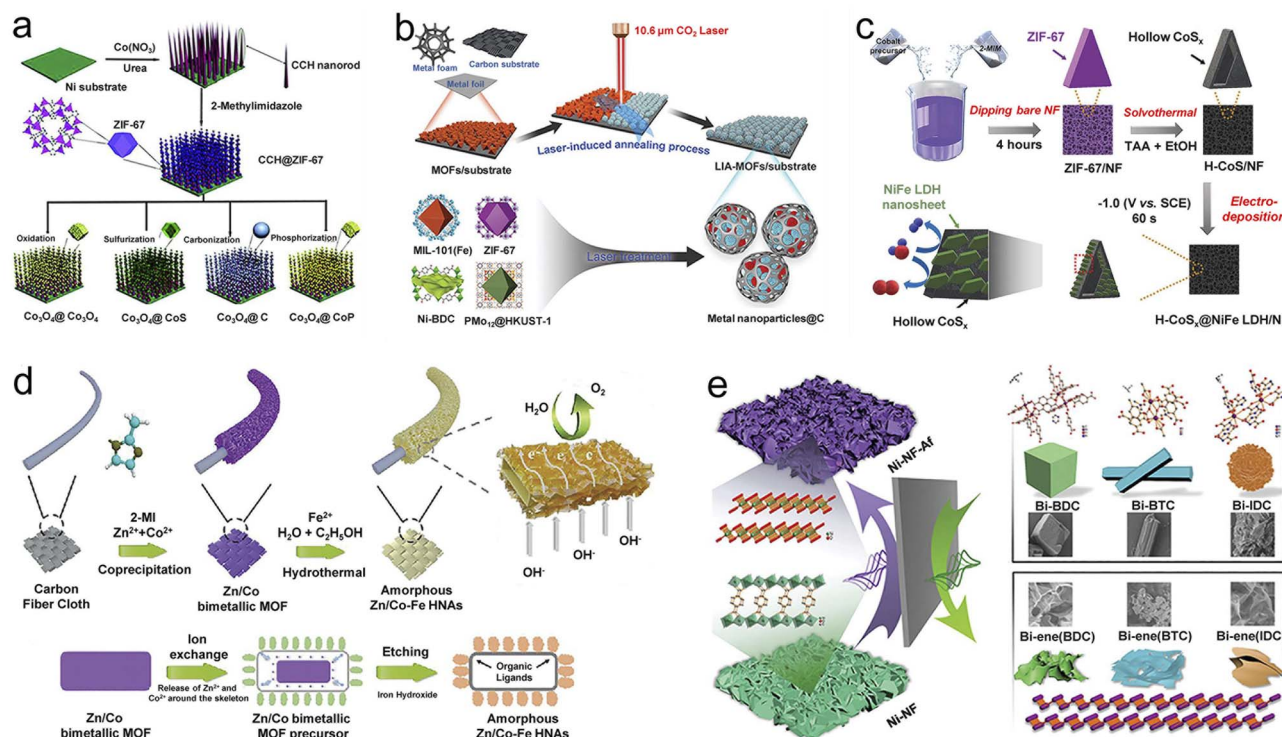 a
Co(NO₃)
Urea
Ni substrate
CCH nanorod
2-Methylimidazole
ZIF-67
CCH@ZIF-67
Oxidation
Sulfurization
Carbonization
Phosphorization
Co₃O₄@ Co₃O₄
Co₃O₄@ CoS
Co₃O₄@ C
Co₃O₄@ CoP
b
10.6 μm CO₂ Laser
Metal foam
Carbon substrate
Metal foil
Laser-induced annealing process
MOFs/substrate
LIA-MOFs/substrate
MIL-101(Fe)
ZIF-67
Laser treatment
Ni-BDC
PMo₁₂@HKUST-1
Metal nanoparticles@C
c
Cobalt
precursor
2-MIM
ZIF-67
Hollow CoSₓ
Dipping bare NF
4 hours
Solvothermal
TAA + EtOH
ZIF-67/NF
H-CoS/NF
NiFe LDH
nanosheet
-1.0 (V vs. SCE)
60 s
Electro-
deposition
Hollow CoSₓ
H-CoSₓ@NiFe LDH/N
d
H₂O
O₂
e⁻
2-MI
Zn²⁺+Co²⁺
Coprecipitation
Fe²⁺
H₂O + C₂H₅OH
Hydrothermal
OH⁻
OH⁻
OH⁻
Carbon
Fiber Cloth
Zn/Co
bimetallic MOF
Amorphous
Zn/Co-Fe HNAs
Ion
exchange
Release of Zn²⁺ and
Co²⁺ around the skeleton
Etching
Iron Hydroxide
Organic
Ligands
Zn/Co
bimetallic MOF
Zn/Co bimetallic
MOF precursor
Amorphous
Zn/Co-Fe HNAs
e
Ni-NF-Af
Ni-NF
Bi-BDC
Bi-BTC
Bi-IDC
Bi-ene(BDC)
Bi-ene(BTC)
Bi-ene(IDC